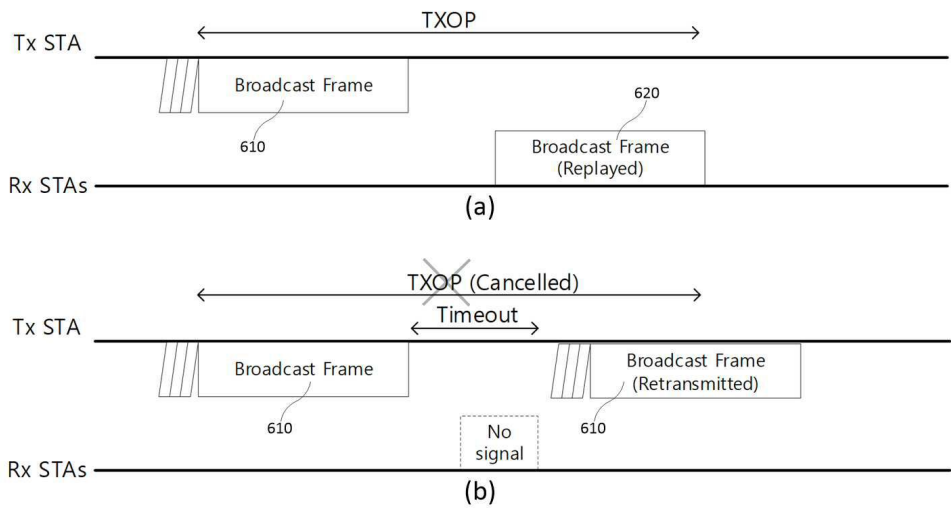 TXOP
Tx STA
Broadcast Frame
610
620
Broadcast Frame
(Replayed)
Rx STAs
(a)
TXOP (Cancelled)
Timeout
Tx STA
Broadcast Frame
610
Broadcast Frame
(Retransmitted)
610
No
signal
Rx STAs
(b)